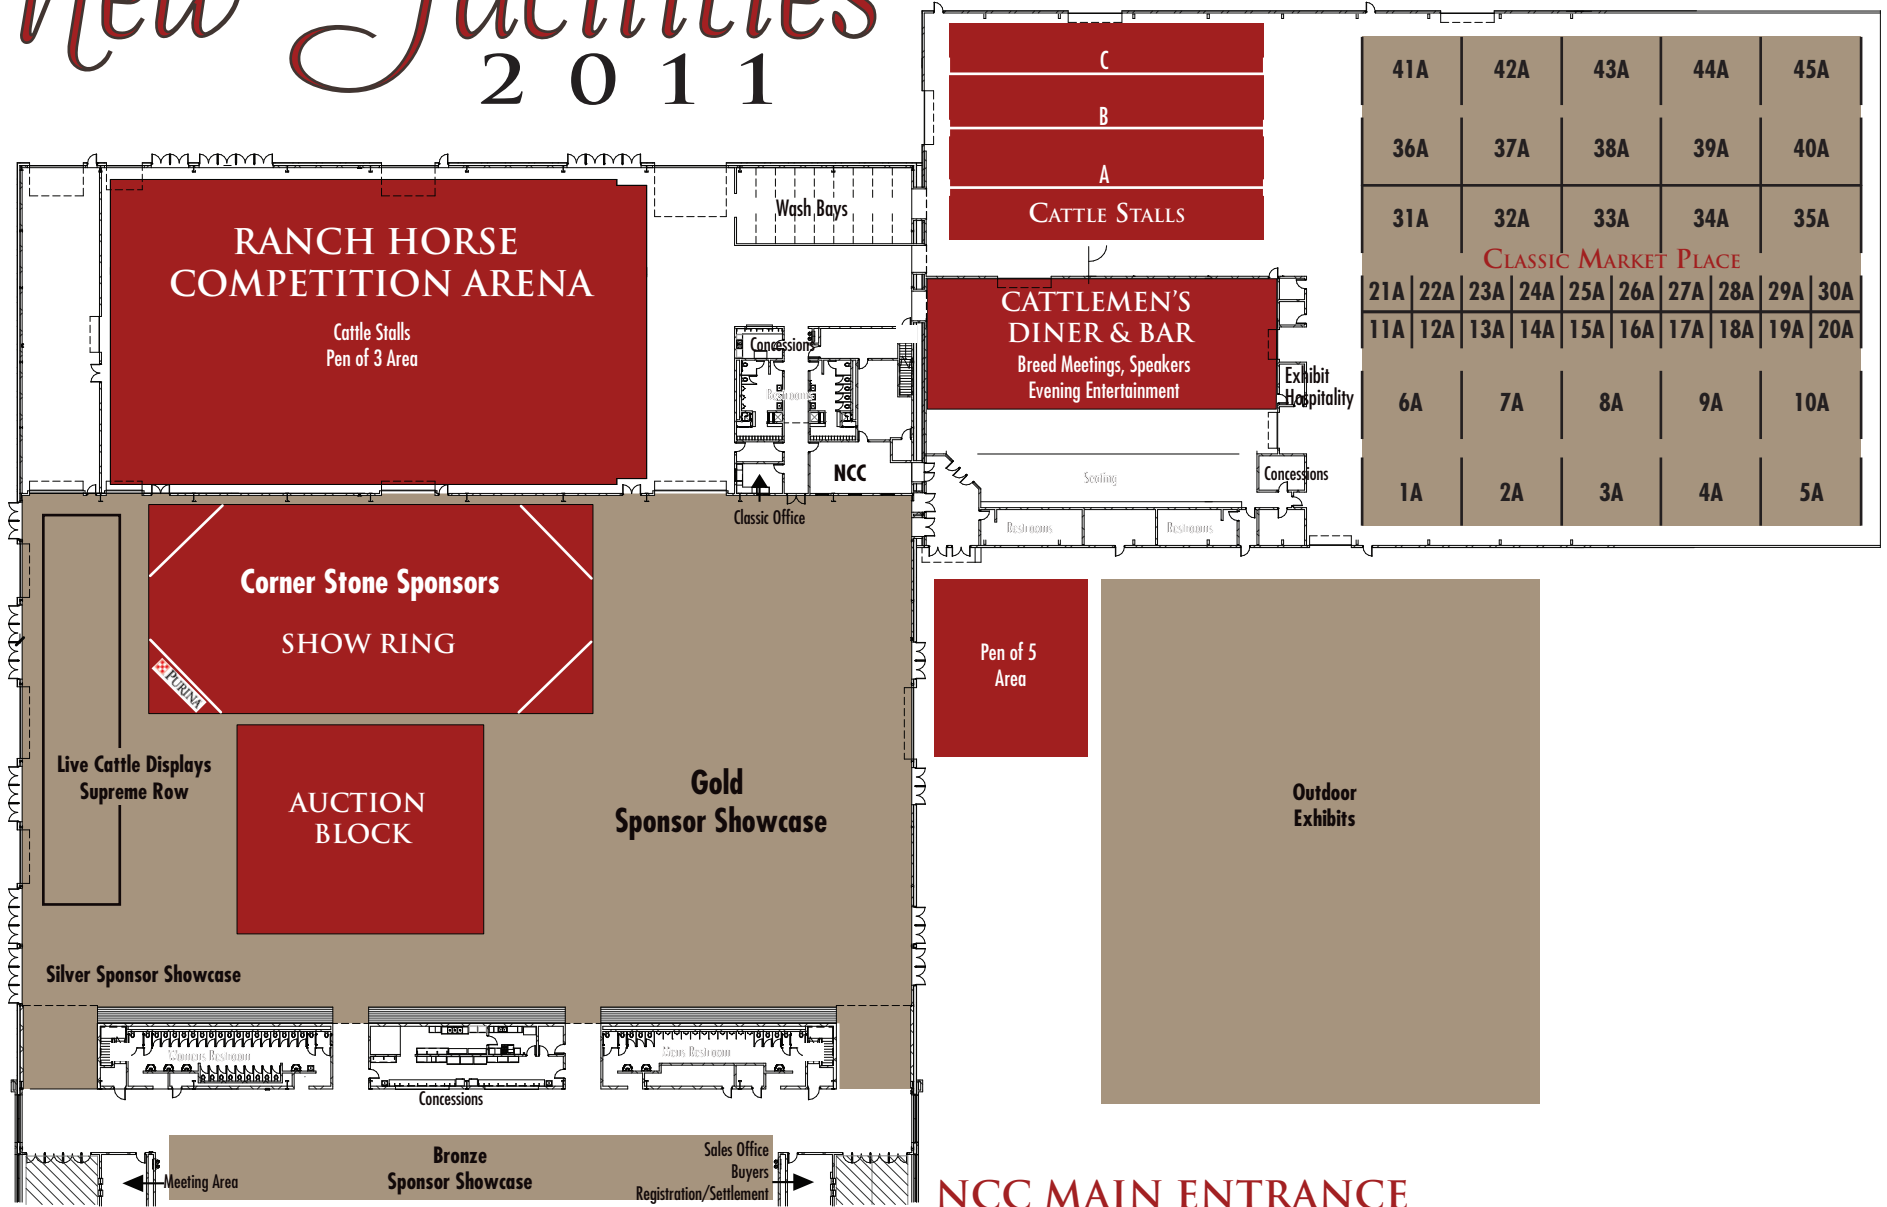 New Facilities
2011
C
B
A
CATTLE STALLS
41A 42A 43A 44A 45A
36A 37A 38A 39A 40A
31A 32A 33A 34A 35A
CLASSIC MARKET PLACE
21A 22A 23A 24A 25A 26A 27A 28A 29A 30A
11A 12A 13A 14A 15A 16A 17A 18A 19A 20A
6A 7A 8A 9A 10A
1A 2A 3A 4A 5A
RANCH HORSE
COMPETITION ARENA
Cattle Stalls
Pen of 3 Area
Wash Bays
Concessions
Restrooms
NCC
Classic Office
CATTLEMEN'S
DINER & BAR
Breed Meetings, Speakers
Evening Entertainment
Exhibit
Hospitality
Concessions
Seating
Restrooms
Restrooms
Corner Stone Sponsors
SHOW RING
PURINA
Live Cattle Displays
Supreme Row
AUCTION
BLOCK
Gold
Sponsor Showcase
Pen of 5
Area
Outdoor
Exhibits
Silver Sponsor Showcase
Womens Restroom
Mens Restroom
Concessions
Bronze
Sponsor Showcase
Meeting Area
Sales Office
Buyers
Registration/Settlement
NCC MAIN ENTRANCE